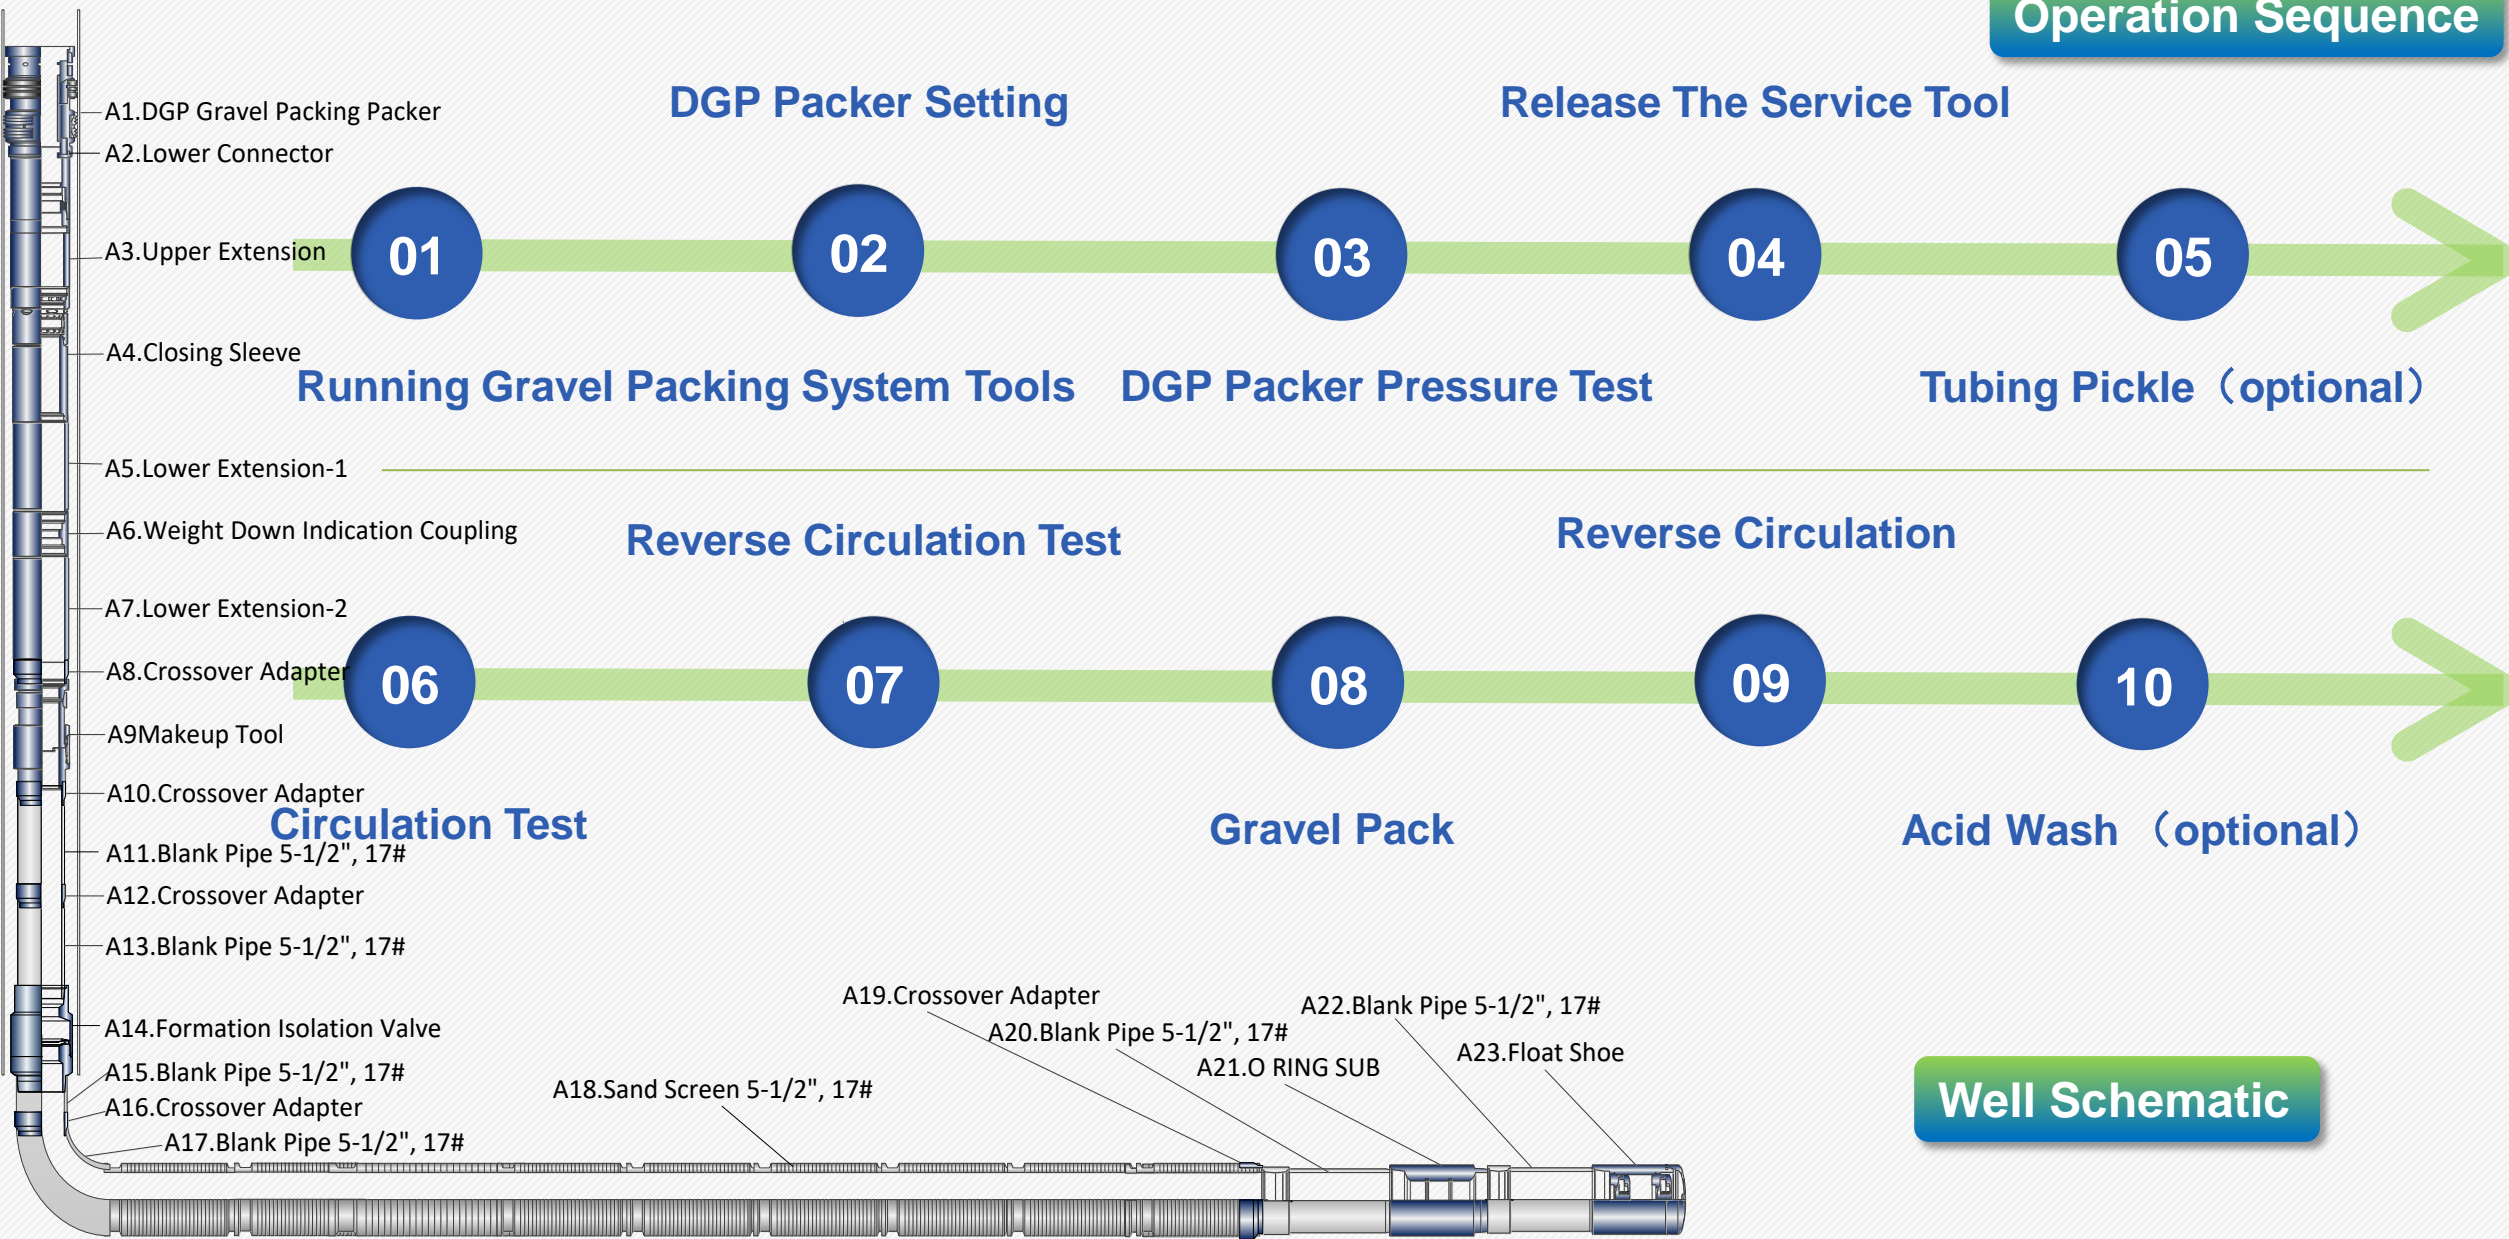 Operation Sequence
DGP Packer Setting
Release The Service Tool
01
02
03
04
05
Running Gravel Packing System Tools
DGP Packer Pressure Test
Tubing Pickle（optional）
Reverse Circulation Test
Reverse Circulation
06
07
08
09
10
Circulation Test
Gravel Pack
Acid Wash （optional）
A1.DGP Gravel Packing Packer
A2.Lower Connector
A3.Upper Extension
A4.Closing Sleeve
A5.Lower Extension-1
A6.Weight Down Indication Coupling
A7.Lower Extension-2
A8.Crossover Adapter
A9Makeup Tool
A10.Crossover Adapter
A11.Blank Pipe 5-1/2", 17#
A12.Crossover Adapter
A13.Blank Pipe 5-1/2", 17#
A14.Formation Isolation Valve
A15.Blank Pipe 5-1/2", 17#
A16.Crossover Adapter
A17.Blank Pipe 5-1/2", 17#
A18.Sand Screen 5-1/2", 17#
A19.Crossover Adapter
A20.Blank Pipe 5-1/2", 17#
A21.O RING SUB
A22.Blank Pipe 5-1/2", 17#
A23.Float Shoe
Well Schematic